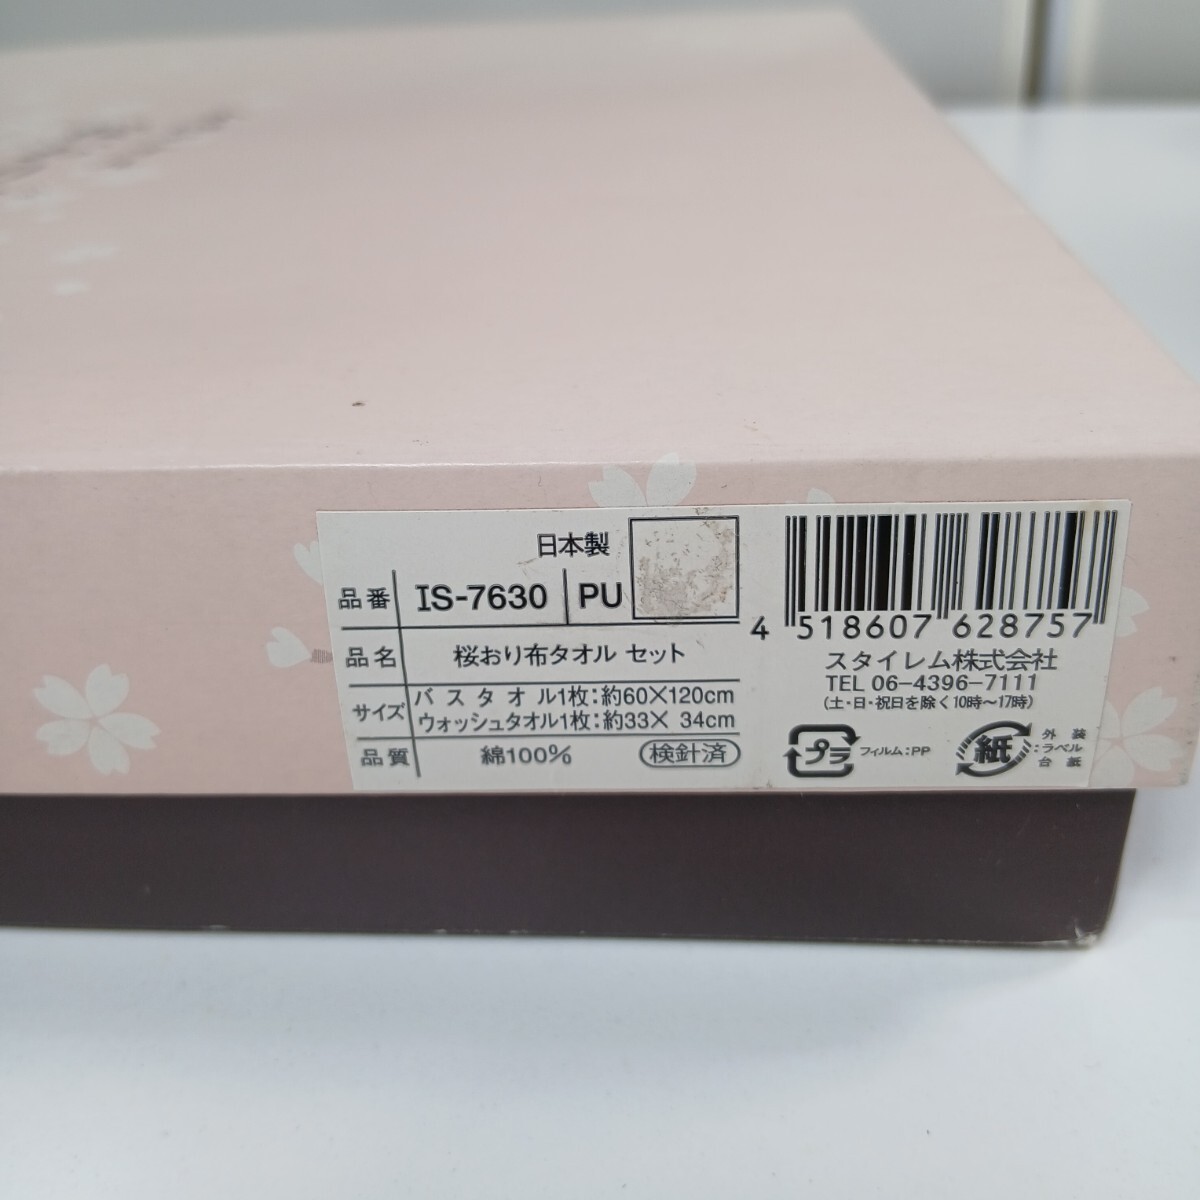 日本製
品番 IS-7630 PU
品名 桜おり布タオル セット
サイズ バスタオル1枚:約60×120cm
ウォッシュタオル1枚:約33× 34cm
品質 綿100% 検針済
4 518607 628757
スタイレム株式会社
TEL 06-4396-7111
(土・日・祝日を除く10時〜17時)
プラ フィルム:PP
紙 外装
:ラベル
台紙